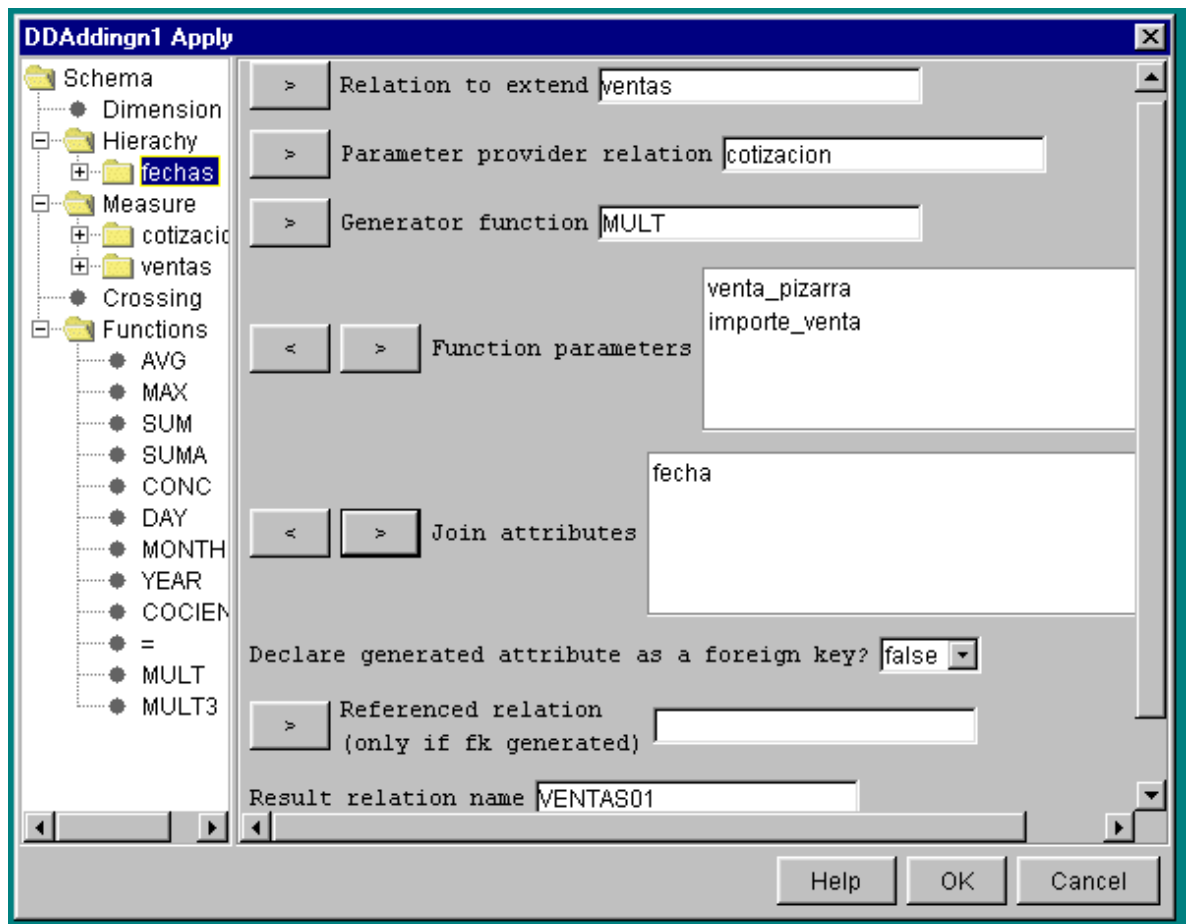 DDAddingn1 Apply
Schema
Dimension
Hierachy
fechas
Measure
cotizacio
ventas
Crossing
Functions
AVG
MAX
SUM
SUMA
CONC
DAY
MONTH
YEAR
COCIEN
=
MULT
MULT3
> Relation to extend ventas
> Parameter provider relation cotizacion
> Generator function MULT
venta_pizarra
importe_venta
< > Function parameters
fecha
< > Join attributes
Declare generated attribute as a foreign key? false
> Referenced relation
(only if fk generated)
Result relation name VENTAS01
Help OK Cancel